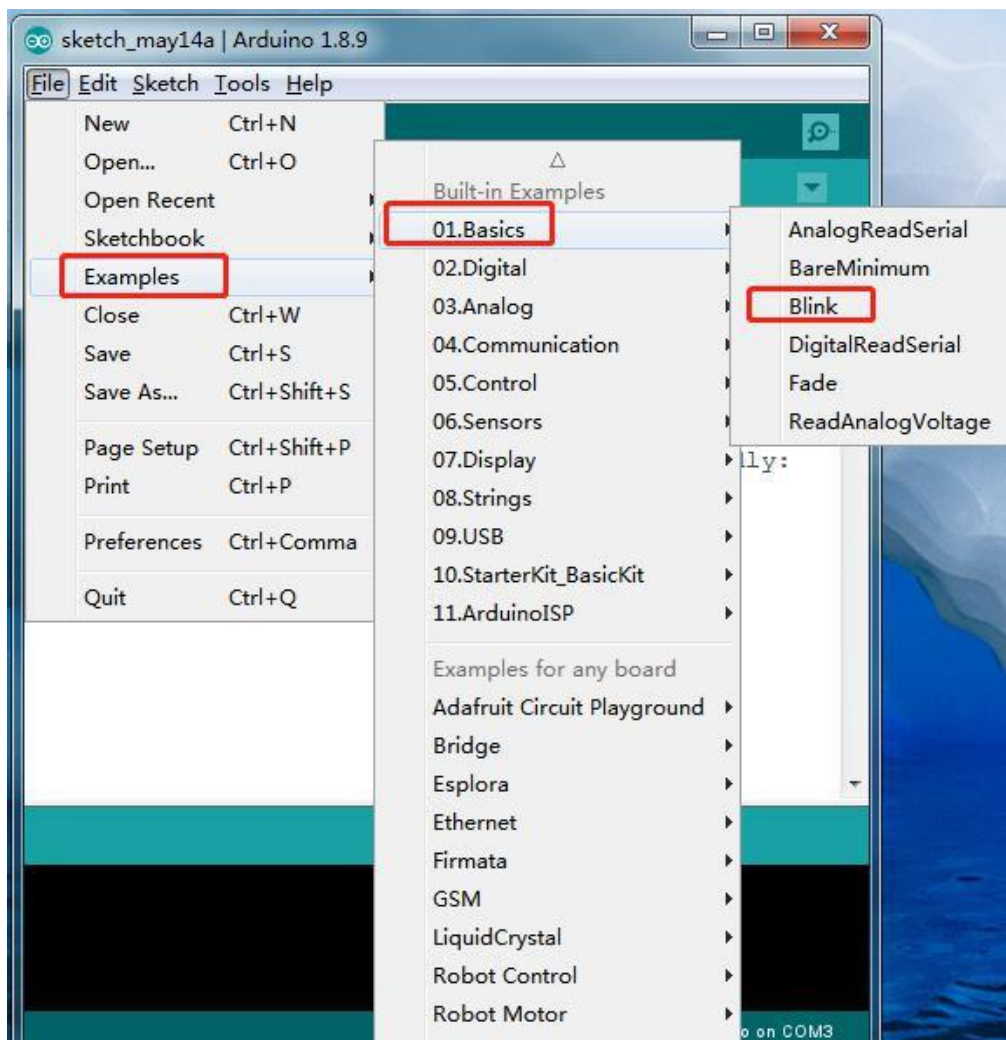 sketch_may14a | Arduino 1.8.9
File Edit Sketch Tools Help
New Ctrl+N
Open... Ctrl+O
Open Recent
Sketchbook
Examples
Close Ctrl+W
Save Ctrl+S
Save As... Ctrl+Shift+S
Page Setup Ctrl+Shift+P
Print Ctrl+P
Preferences Ctrl+Comma
Quit Ctrl+Q
Built-in Examples
01.Basics
02.Digital
03.Analog
04.Communication
05.Control
06.Sensors
07.Display
08.Strings
09.USB
10.StarterKit_BasicKit
11.ArduinoISP
Examples for any board
Adafruit Circuit Playground
Bridge
Esplora
Ethernet
Firmata
GSM
LiquidCrystal
Robot Control
Robot Motor
AnalogReadSerial
BareMinimum
Blink
DigitalReadSerial
Fade
ReadAnalogVoltage
lly:
o on COM3